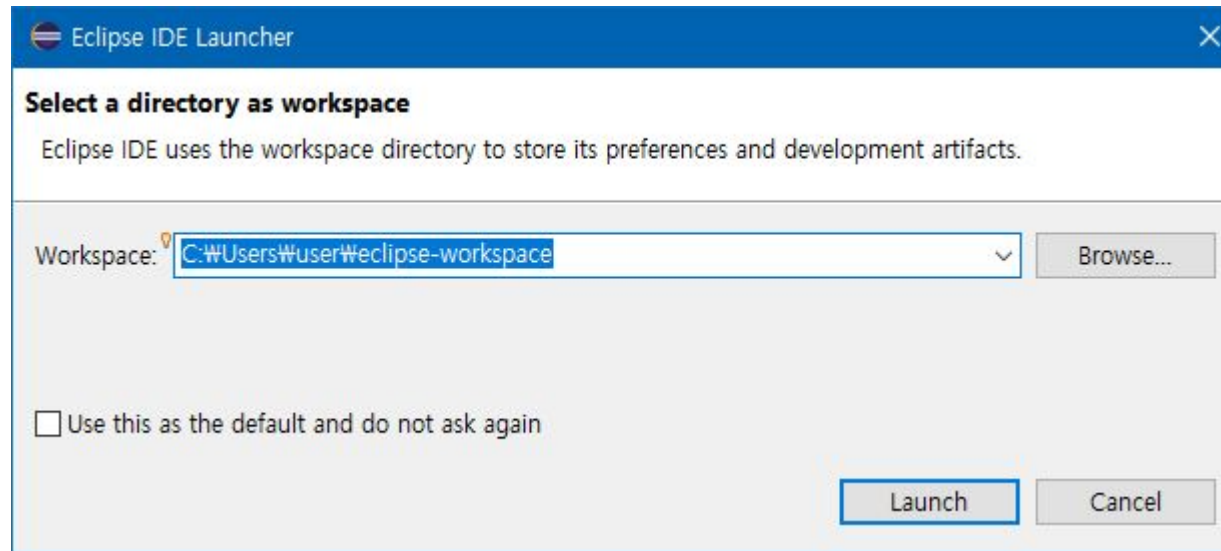 Eclipse IDE Launcher
Select a directory as workspace
Eclipse IDE uses the workspace directory to store its preferences and development artifacts.
Workspace: C:₩Users₩user₩eclipse-workspace Browse...
Use this as the default and do not ask again
Launch Cancel